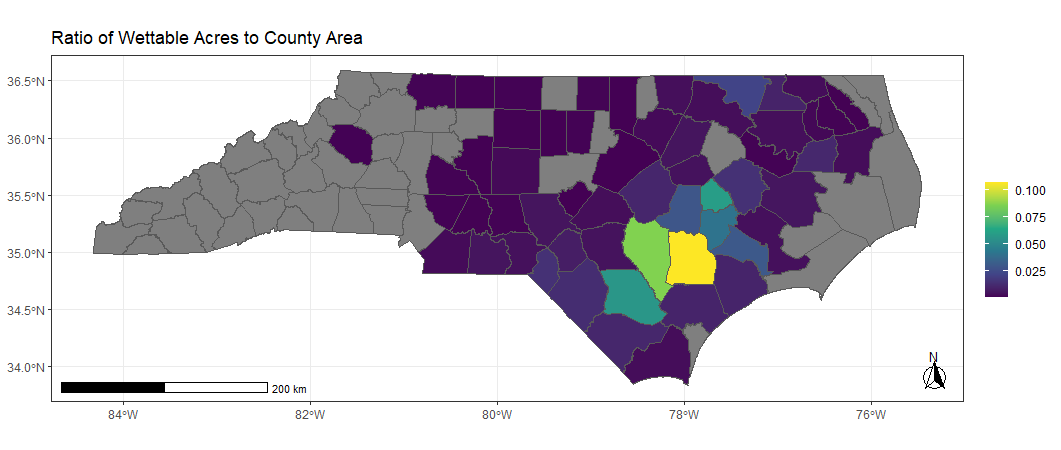 Ratio of Wettable Acres to County Area
36.5°N
36.0°N
35.5°N
35.0°N
34.5°N
34.0°N
0.100
0.075
0.050
0.025
N
200 km
84°W
82°W
80°W
78°W
76°W